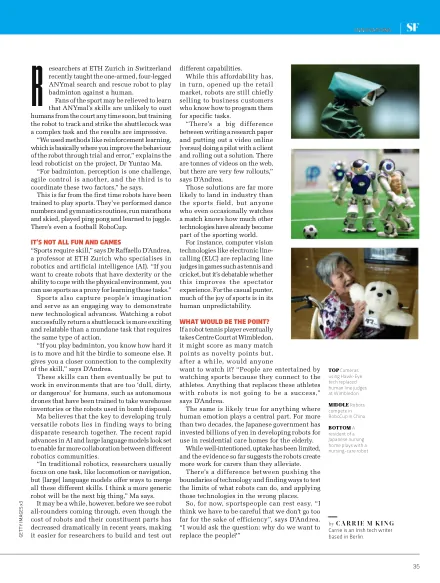 SF
Researchers at ETH Zurich in Switzerland
recently taught the one-armed, four-legged
ANYmal search and rescue robot to play
badminton against a human.
Fans of the sport may be relieved to learn
that ANYmal's skills are unlikely to oust
humans from the court any time soon, but training
the robot to track and strike the shuttlecock was
a complex task and the results are impressive.
"We used methods like reinforcement learning,
which is basically where you improve the behaviour
of the robot through trial and error," explains the
lead roboticist on the project, Dr Yuntao Ma.
"For badminton, perception is one challenge,
agile control is another, and the third is to
coordinate these two factors," he says.
This is far from the first time robots have been
trained to play sports. They've performed dance
numbers and gymnastics routines, run marathons
and skied, played ping pong and learned to juggle.
There's even a football RoboCup.
IT'S NOT ALL FUN AND GAMES
"Sports require skill," says Dr Raffaello D'Andrea,
a professor at ETH Zurich who specialises in
robotics and artificial intelligence (AI). "If you
want to create robots that have dexterity or the
ability to cope with the physical environment, you
can use sports as a proxy for learning those tasks."
Sports also capture people's imagination
and serve as an engaging way to demonstrate
new technological advances. Watching a robot
successfully return a shuttlecock is more exciting
and relatable than a mundane task that requires
the same type of action.
"If you play badminton, you know how hard it
is to move and hit the birdie to someone else. It
gives you a closer connection to the complexity
of the skill," says D'Andrea.
These skills can then eventually be put to
work in environments that are too 'dull, dirty,
or dangerous' for humans, such as autonomous
drones that have been trained to take warehouse
inventories or the robots used in bomb disposal.
Ma believes that the key to developing truly
versatile robots lies in finding ways to bring
disparate research together. The recent rapid
advances in AI and large language models look set
to enable far more collaboration between different
robotics communities.
"In traditional robotics, researchers usually
focus on one task, like locomotion or navigation,
but [large] language models offer ways to merge
all these different skills. I think a more generic
robot will be the next big thing," Ma says.
It may be a while, however, before we see robot
all-rounders coming through, even though the
cost of robots and their constituent parts has
decreased dramatically in recent years, making
it easier for researchers to build and test out
different capabilities.
While this affordability has,
in turn, opened up the retail
market, robots are still chiefly
selling to business customers
who know how to program them
for specific tasks.
"There's a big difference
between writing a research paper
and putting out a video online
[versus] doing a pilot with a client
and rolling out a solution. There
are tonnes of videos on the web,
but there are very few rollouts,"
says D'Andrea.
Those solutions are far more
likely to land in industry than
the sports field, but anyone
who even occasionally watches
a match knows how much other
technologies have already become
part of the sporting world.
For instance, computer vision
technologies like electronic line-
calling (ELC) are replacing line
judges in games such as tennis and
cricket, but it's debatable whether
this improves the spectator
experience. For the casual punter,
much of the joy of sports is in its
human unpredictability.
WHAT WOULD BE THE POINT?
If a robot tennis player eventually
takes Centre Court at Wimbledon,
it might score as many match
points as novelty points but,
after a while, would anyone
want to watch it? "People are entertained by
watching sports because they connect to the
athletes. Anything that replaces these athletes
with robots is not going to be a success,"
says D'Andrea.
The same is likely true for anything where
human emotion plays a central part. For more
than two decades, the Japanese government has
invested billions of yen in developing robots for
use in residential care homes for the elderly.
While well-intentioned, uptake has been limited,
and the evidence so far suggests the robots create
more work for carers than they alleviate.
There's a difference between pushing the
boundaries of technology and finding ways to test
the limits of what robots can do, and applying
those technologies in the wrong places.
So, for now, sportspeople can rest easy. "I
think we have to be careful that we don't go too
far for the sake of efficiency", says D'Andrea.
"I would ask the question: why do we want to
replace the people?"
TOP Cameras
using Hawk-Eye
tech replaced
human line judges
at Wimbledon
MIDDLE Robots
compete in
RoboCup in China
BOTTOM A
resident of a
Japanese nursing
home plays with a
nursing-care robot
by CARRIE M KING
Carrie is an Irish tech writer
based in Berlin
GETTY IMAGES X3
35